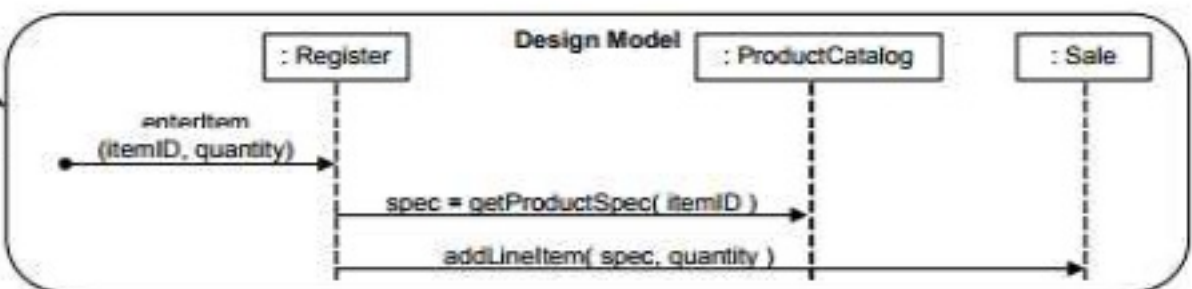 Design Model
: Register
: ProductCatalog
: Sale
enterItem
(itemID, quantity)
spec = getProductSpec( itemID )
addLineItem( spec, quantity )